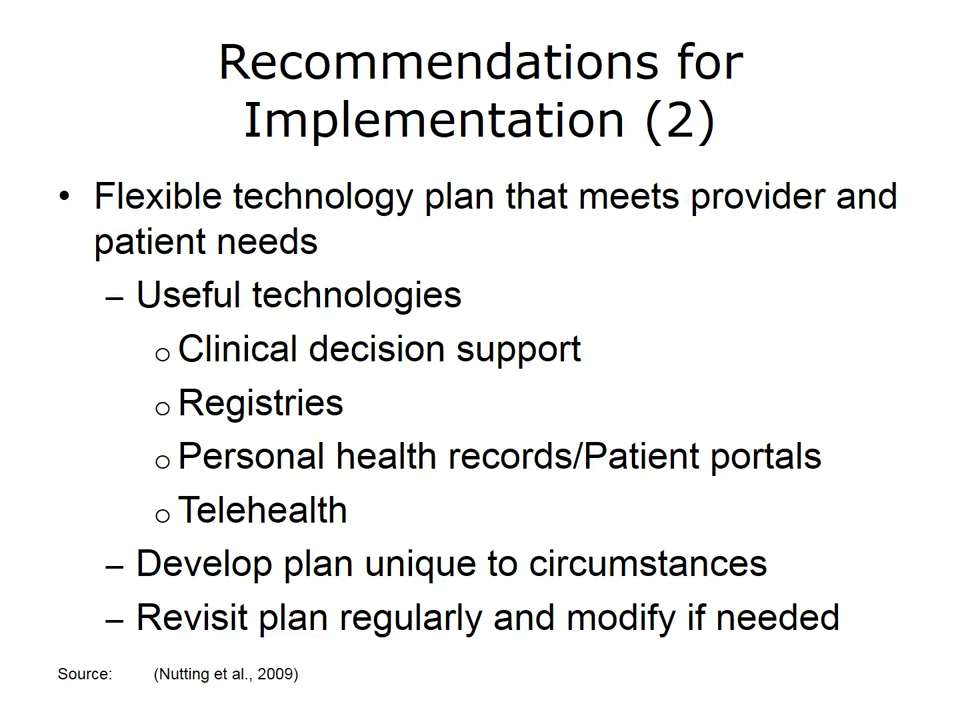 Recommendations for
Implementation (2)
• Flexible technology plan that meets provider and
patient needs
– Useful technologies
o Clinical decision support
o Registries
o Personal health records/Patient portals
o Telehealth
– Develop plan unique to circumstances
– Revisit plan regularly and modify if needed
Source: (Nutting et al., 2009)